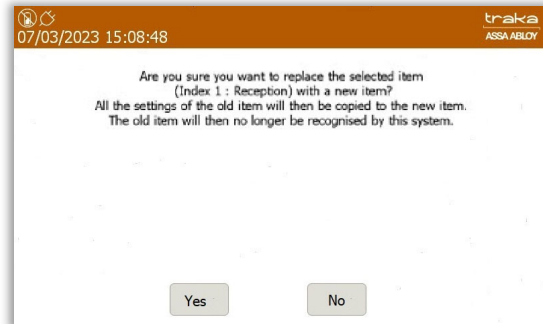 07/03/2023 15:08:48
traka
ASSA ABLOY
Are you sure you want to replace the selected item
(Index 1 : Reception) with a new item?
All the settings of the old item will then be copied to the new item.
The old item will then no longer be recognised by this system.
Yes
No